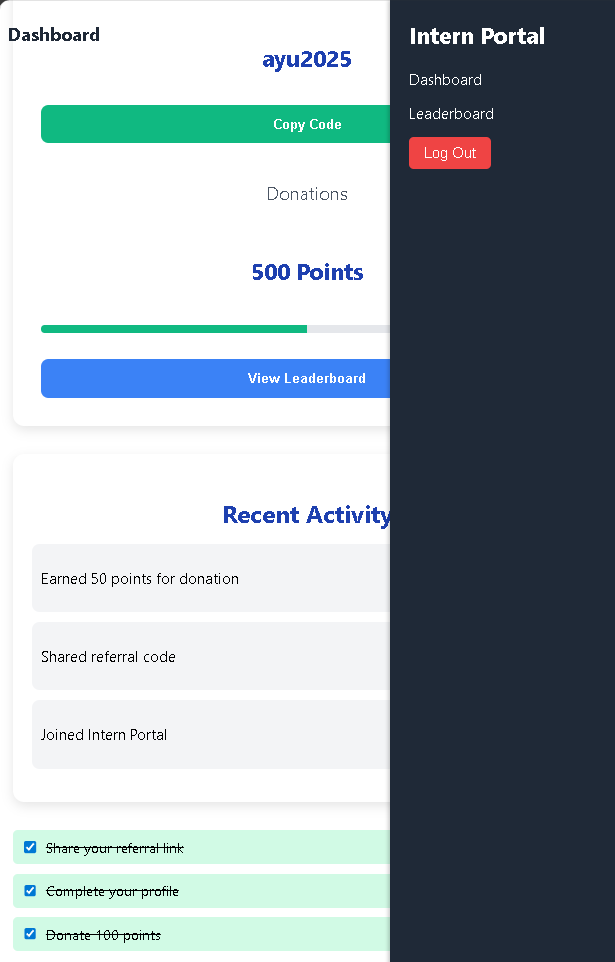 Dashboard
ayu2025
Copy Code
Donations
500 Points
View Leaderboard
Recent Activity
Earned 50 points for donation
Shared referral code
Joined Intern Portal
Share your referral link
Complete your profile
Donate 100 points
Intern Portal
Dashboard
Leaderboard
Log Out